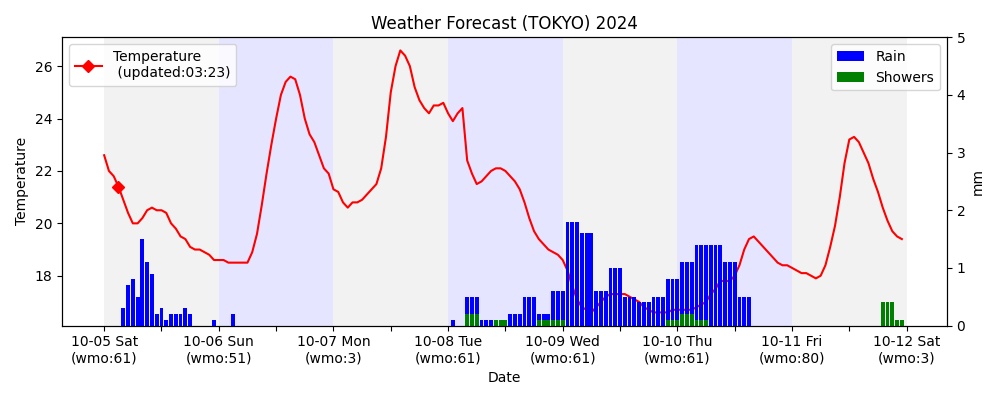 Weather Forecast (TOKYO) 2024
Temperature
(updated:03:23)
Rain
Showers
Temperature
26
24
22
20
18
5
4
3
2
1
0
mm
10-05 Sat
(wmo:61)
10-06 Sun
(wmo:51)
10-07 Mon
(wmo:3)
10-08 Tue
(wmo:61)
10-09 Wed
(wmo:61)
10-10 Thu
(wmo:61)
10-11 Fri
(wmo:80)
10-12 Sat
(wmo:3)
Date